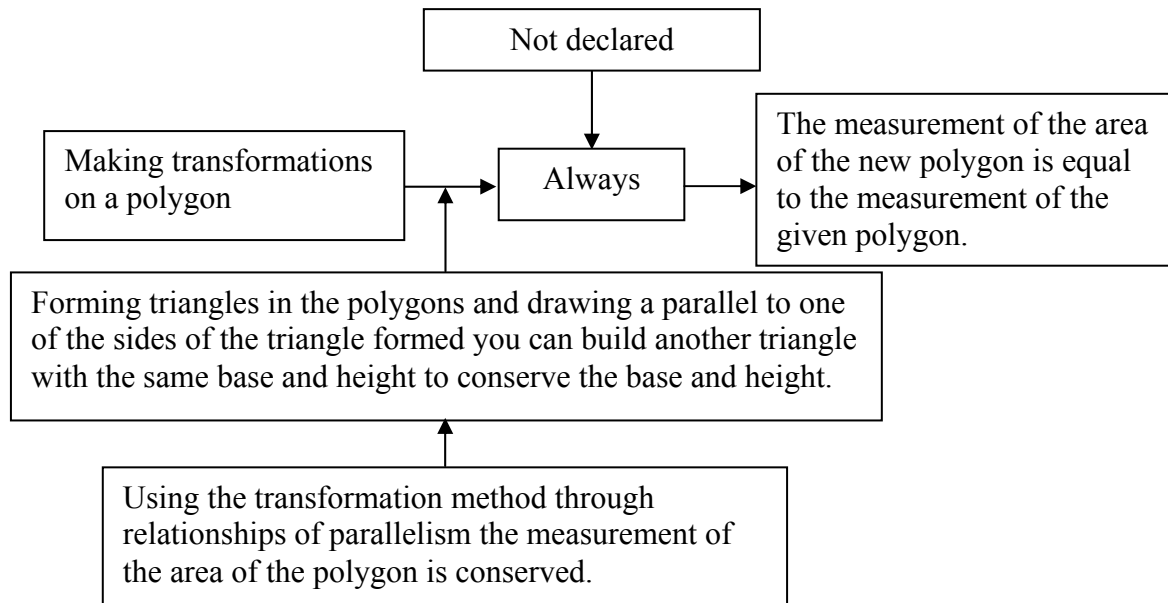 Not declared
Making transformations
on a polygon
Always
The measurement of the area
of the new polygon is equal
to the measurement of the
given polygon.
Forming triangles in the polygons and drawing a parallel to one
of the sides of the triangle formed you can build another triangle
with the same base and height to conserve the base and height.
Using the transformation method through
relationships of parallelism the measurement of
the area of the polygon is conserved.